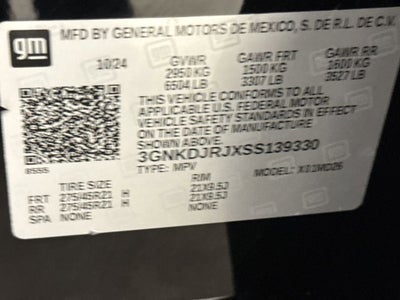 gm MFD BY GENERAL MOTORS DE MEXICO, S. DE R.L. DE C.V.
10/24 GVWR GAWR FRT GAWR RR
2950 KG 1500 KG 1600 KG
6504 LB 3307 LB 3527 LB
THIS VEHICLE CONFORMS TO ALL
APPLICABLE U.S. FEDERAL MOTOR
VEHICLE SAFETY STANDARDS IN EFFECT
ON THE DATE OF MANUFACTURE
SHOWN ABOVE
3GNKDJRJXSS139330
TYPE: MPV MODEL:
TIRE SIZE RIM
FRT 275/45R21 H 21X9.5J
RR 275/45R21 H 21X9.5J
SPA NONE NONE